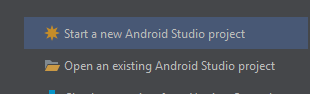 Start a new Android Studio project
Open an existing Android Studio project